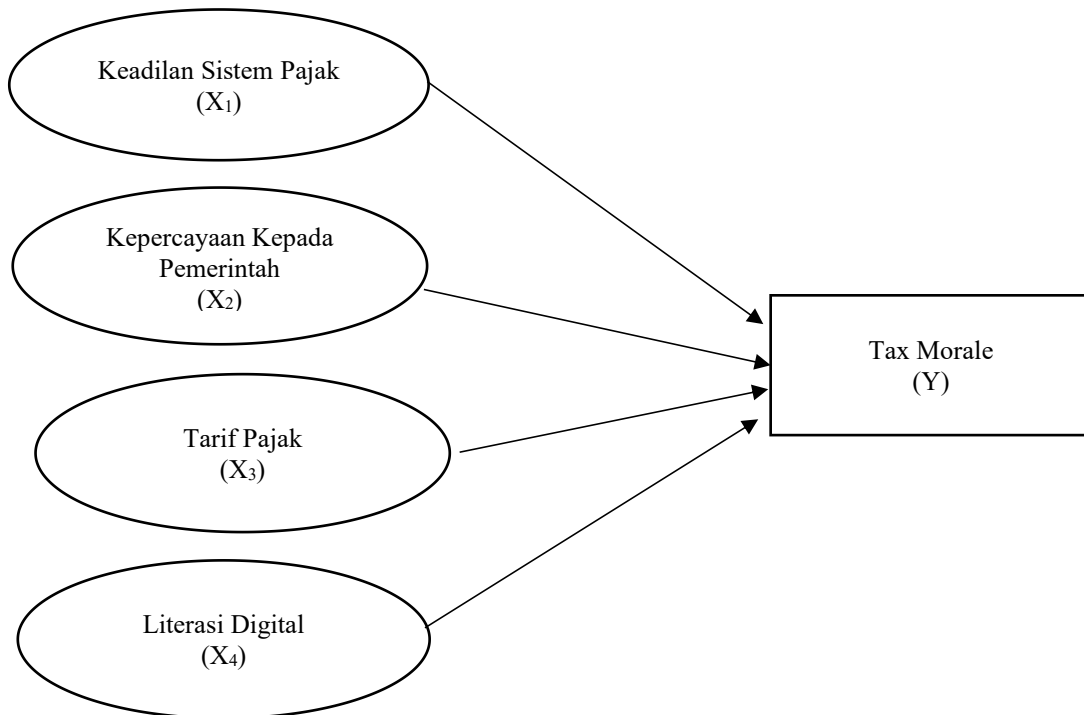 Keadilan Sistem Pajak
(X₁)
Kepercayaan Kepada
Pemerintah
(X₂)
Tarif Pajak
(X₃)
Literasi Digital
(X₄)
Tax Morale
(Y)